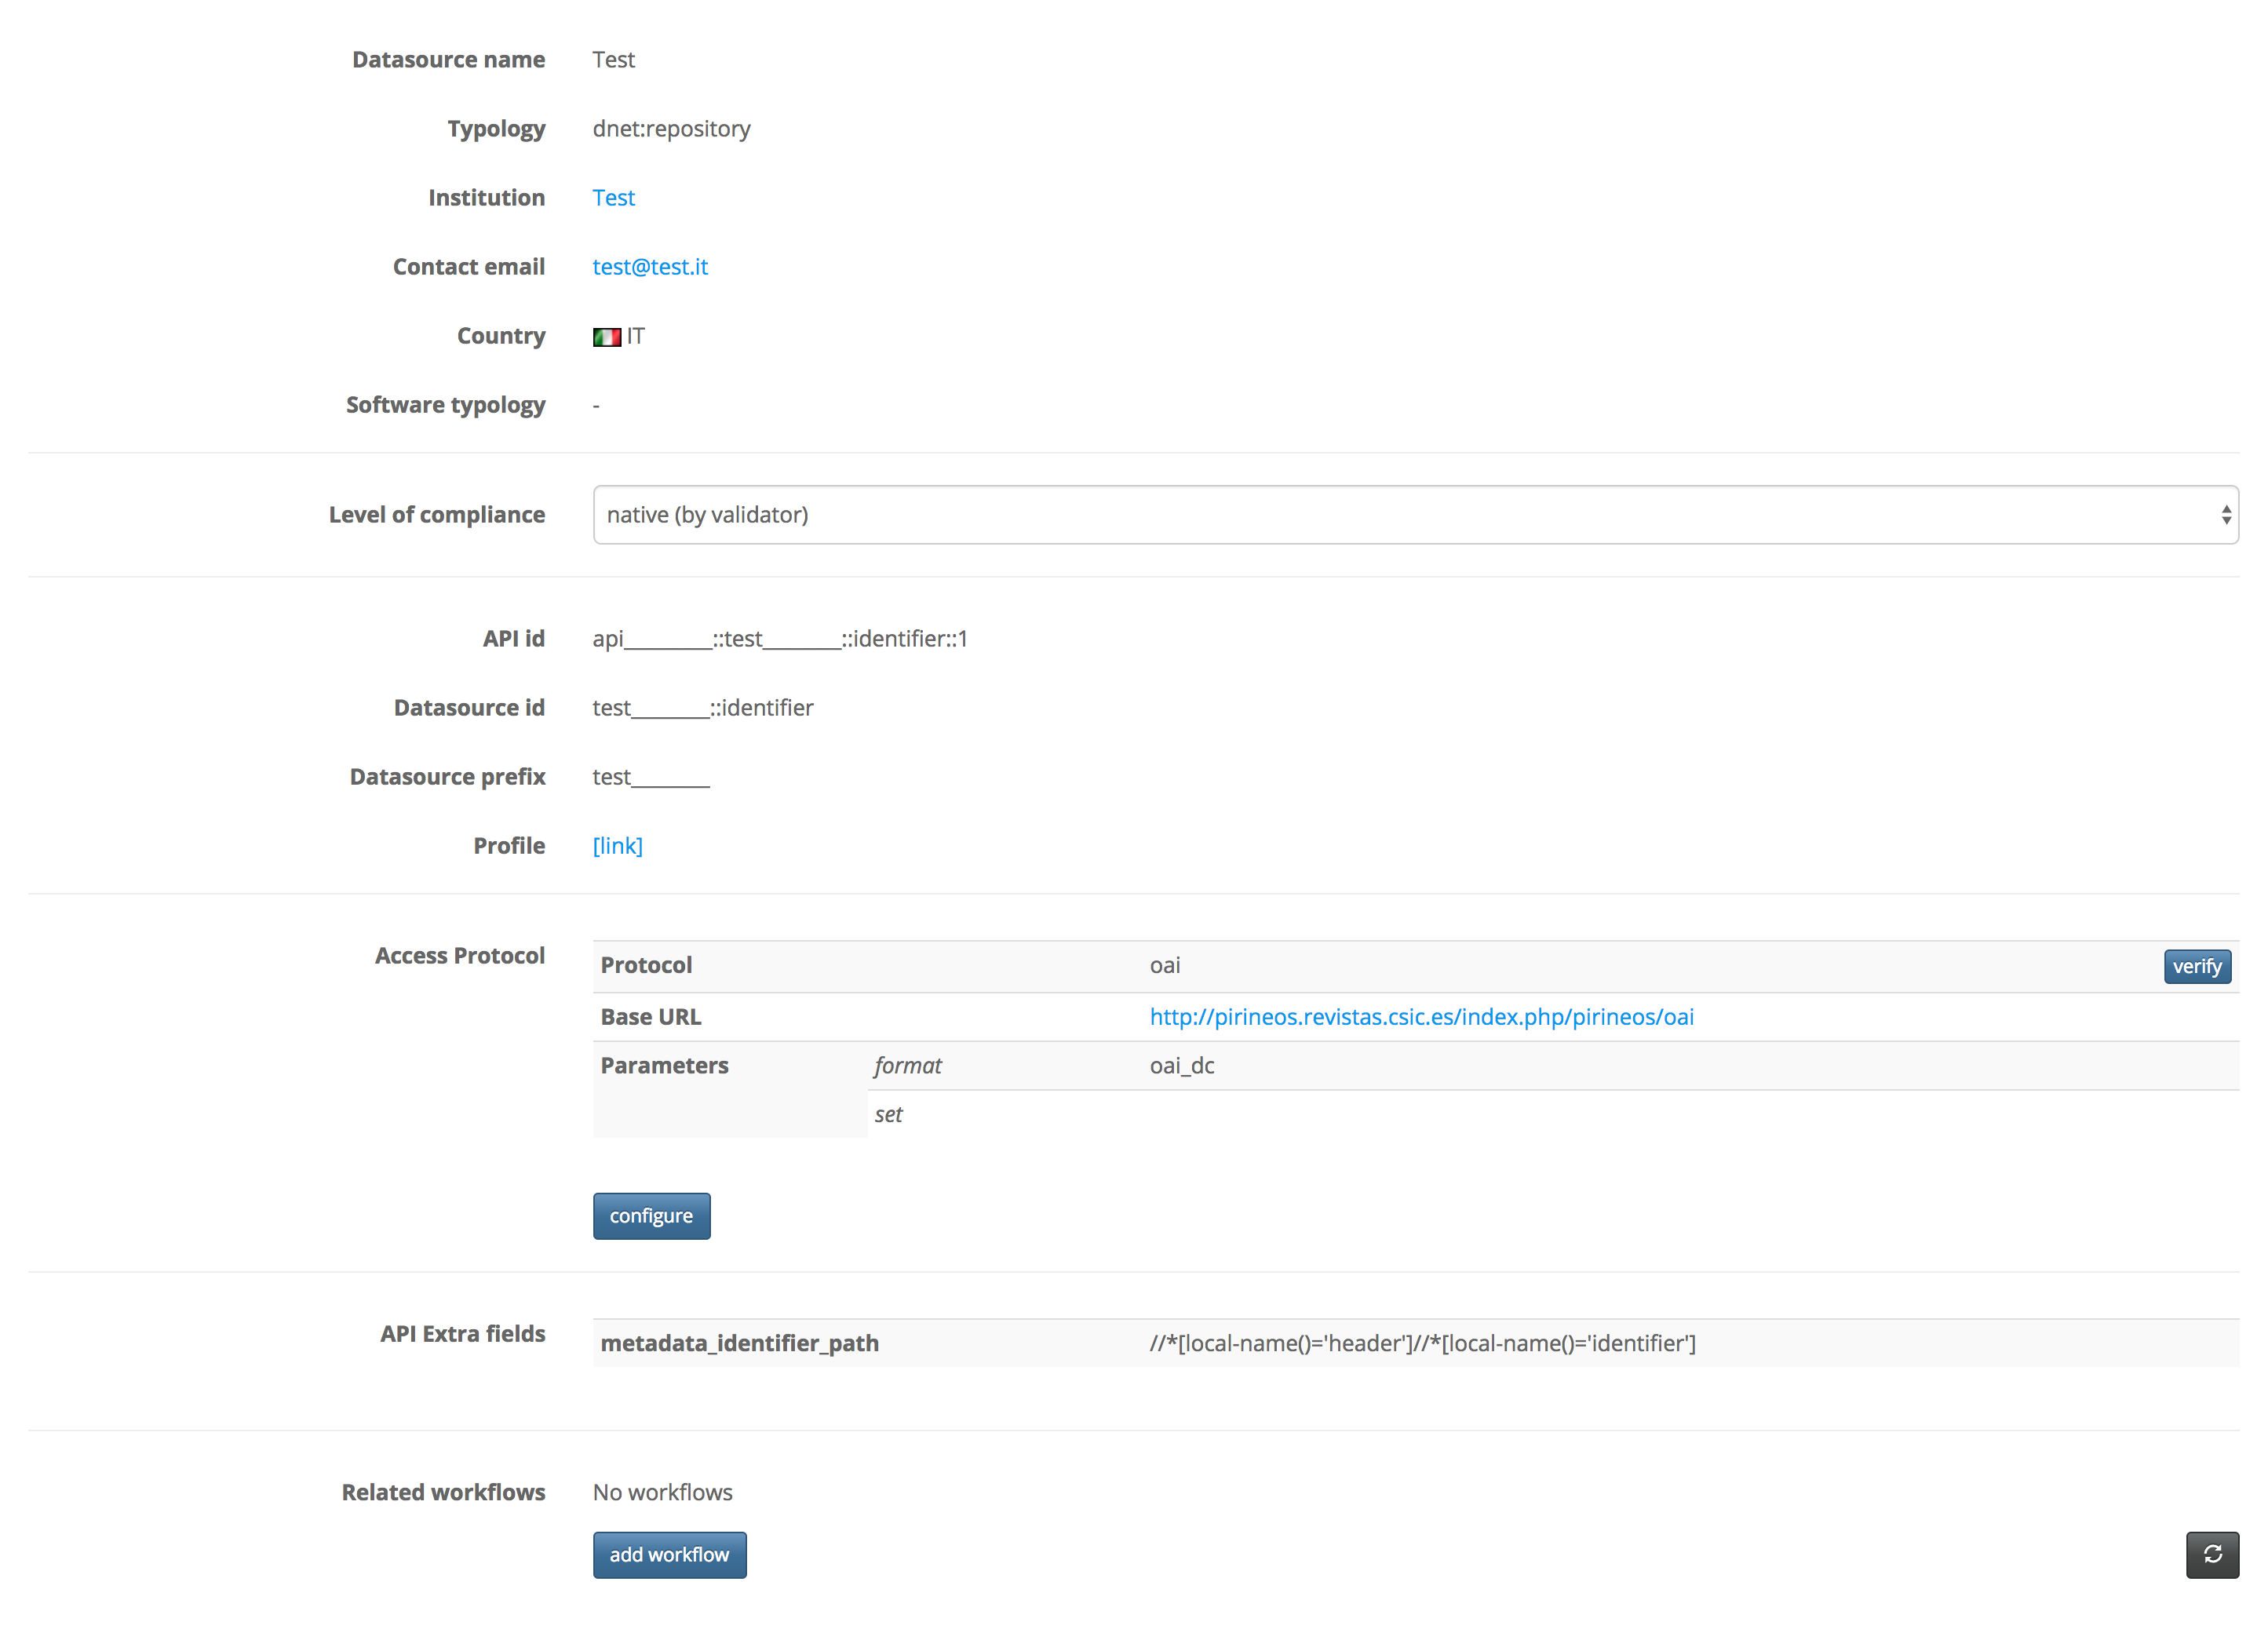 Datasource name Test
Typology dnet:repository
Institution Test
Contact email test@test.it
Country IT
Software typology -
Level of compliance native (by validator)
API id api_________::test________::identifier::1
Datasource id test________::identifier
Datasource prefix test________
Profile [link]
Access Protocol Protocol oai verify
Base URL http://pirineos.revistas.csic.es/index.php/pirineos/oai
Parameters format oai_dc
set
configure
API Extra fields metadata_identifier_path //*[local-name()='header']//*[local-name()='identifier']
Related workflows No workflows
add workflow